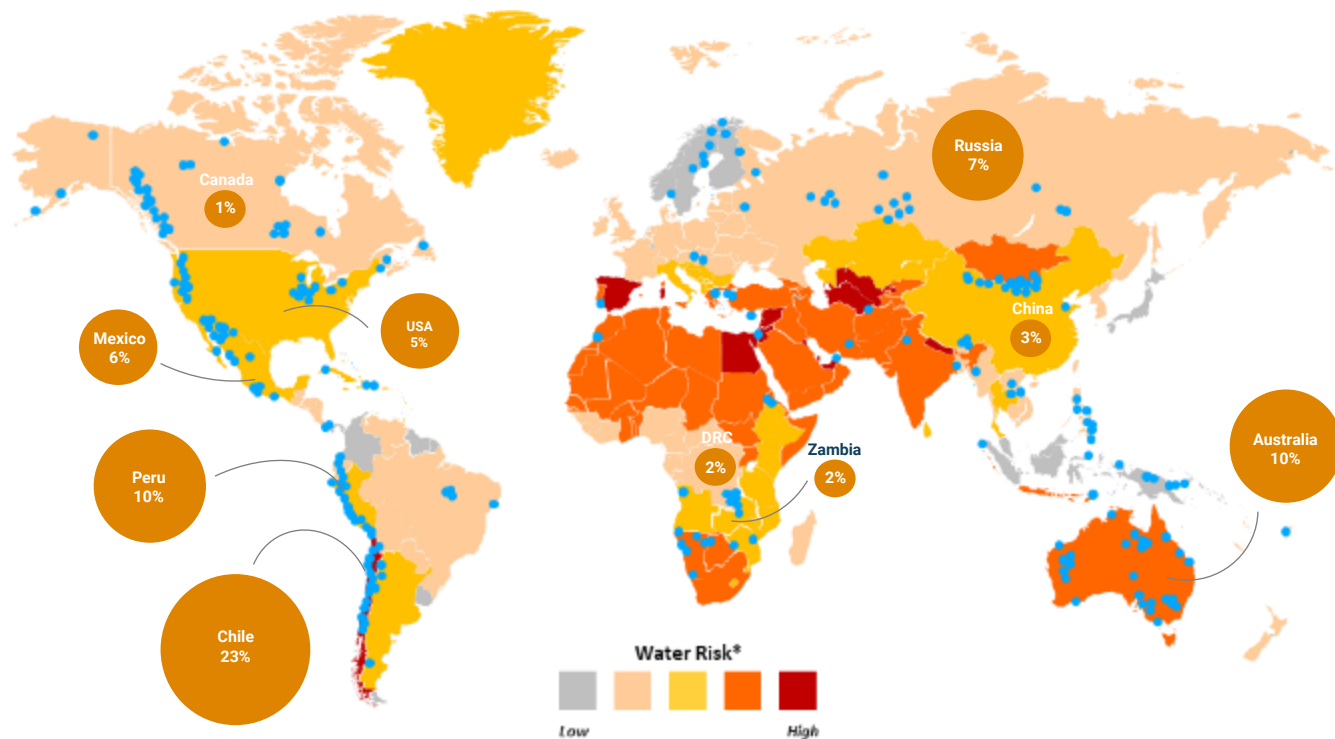 Canada
1%
Russia
7%
Mexico
6%
USA
5%
China
3%
Peru
10%
DRC
2%
Zambia
2%
Australia
10%
Chile
23%
Water Risk*
Low
High